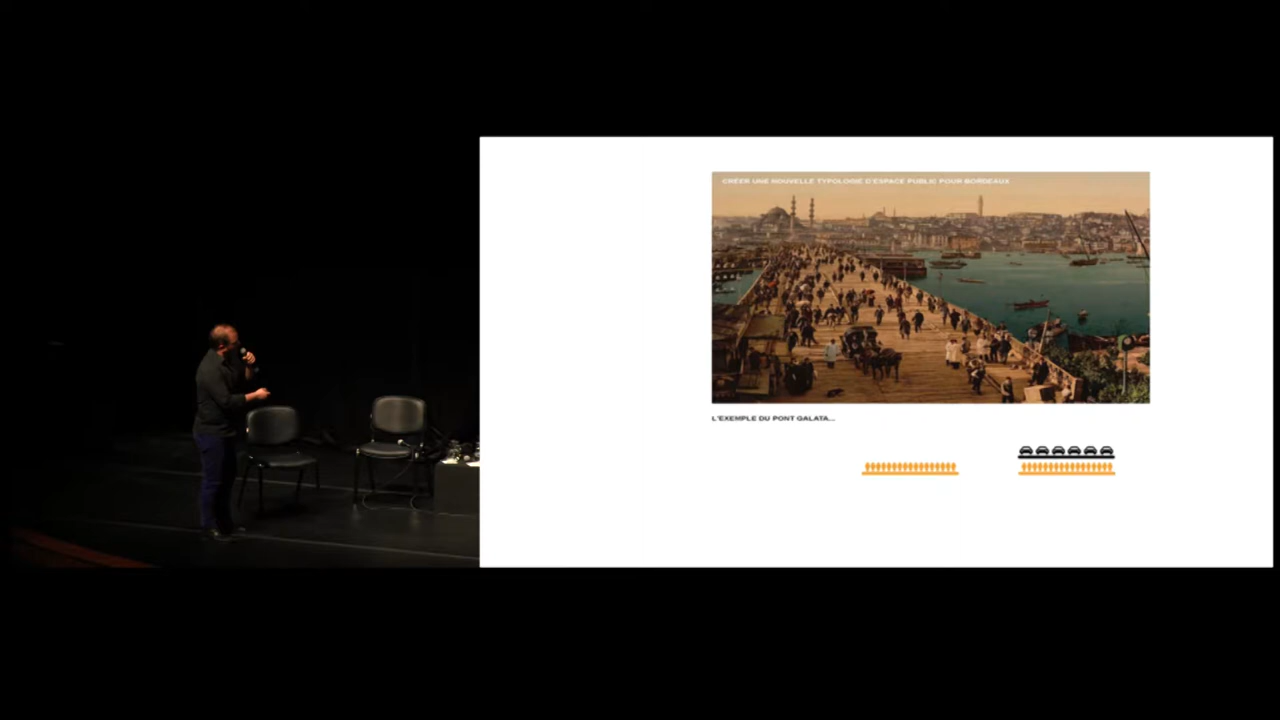 CRÉER UNE NOUVELLE TYPOLOGIE D'ESPACE PUBLIC POUR BORDEAUX
L'EXEMPLE DU PONT GALATA...